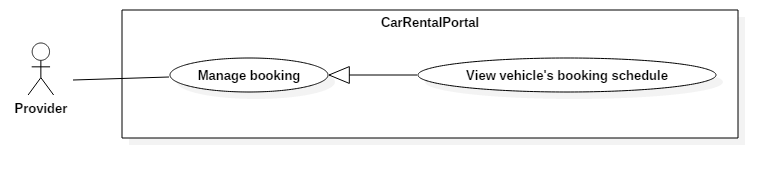 CarRentalPortal
Manage booking
View vehicle's booking schedule
Provider